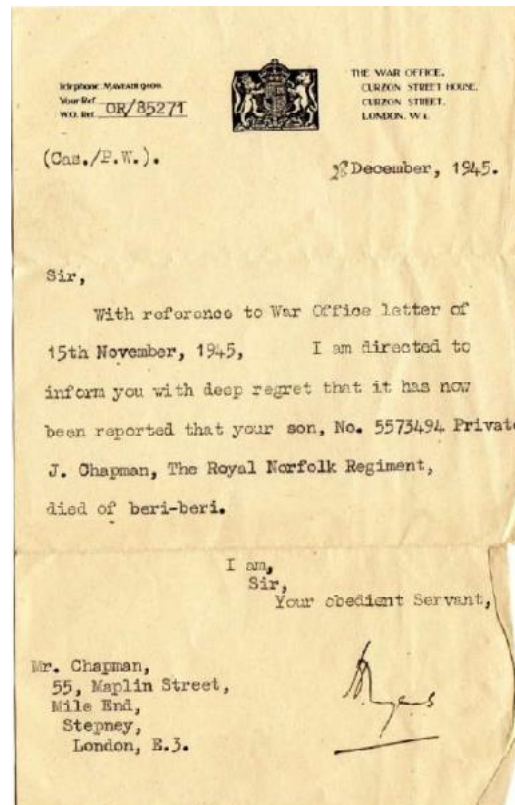 Telephone: MAYFAIR 9400.
Your Ref.
W.O. Ref. OR/85271
THE WAR OFFICE,
CURZON STREET HOUSE,
CURZON STREET,
LONDON. W.1.
(Cas./P.W.).
28 December, 1945.
Sir,
With reference to War Office letter of
15th November, 1945, I am directed to
inform you with deep regret that it has now
been reported that your son, No. 5573494 Private
J. Chapman, The Royal Norfolk Regiment,
died of beri-beri.
I am,
Sir,
Your obedient Servant,
Mr. Chapman,
55, Maplin Street,
Mile End,
Stepney,
London, E.3.